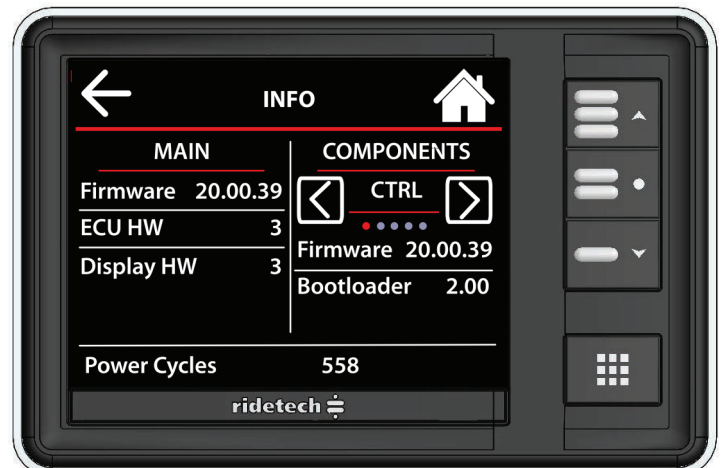 INFO
MAIN
Firmware 20.00.39
ECU HW 3
Display HW 3
COMPONENTS
CTRL
Firmware 20.00.39
Bootloader 2.00
Power Cycles 558
ridetech